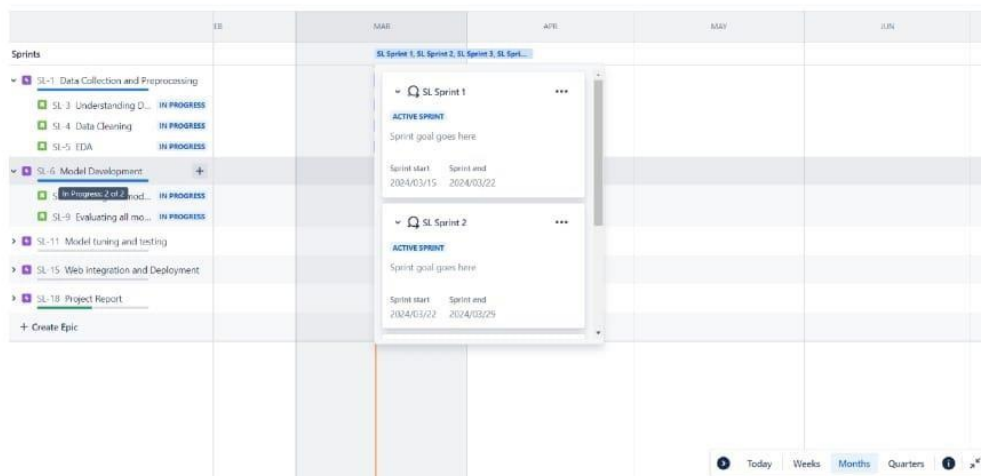 MAR
APR
MAY
JUN
Sprints
SL Sprint 1, SL Sprint 2, SL Sprint 3, SL Spri...
SL-1 Data Collection and Preprocessing
SL-3 Understanding D... IN PROGRESS
SL-4 Data Cleaning IN PROGRESS
SL-5 EDA IN PROGRESS
SL-6 Model Development +
In Progress: 2 of 2 mod... IN PROGRESS
SL-9 Evaluating all mo... IN PROGRESS
SL-11 Model tuning and testing
SL-15 Web integration and Deployment
SL-18 Project Report
+ Create Epic
SL Sprint 1
ACTIVE SPRINT
Sprint goal goes here
Sprint start Sprint end
2024/03/15 2024/03/22
SL Sprint 2
ACTIVE SPRINT
Sprint goal goes here
Sprint start Sprint end
2024/03/22 2024/03/29
Today Weeks Months Quarters